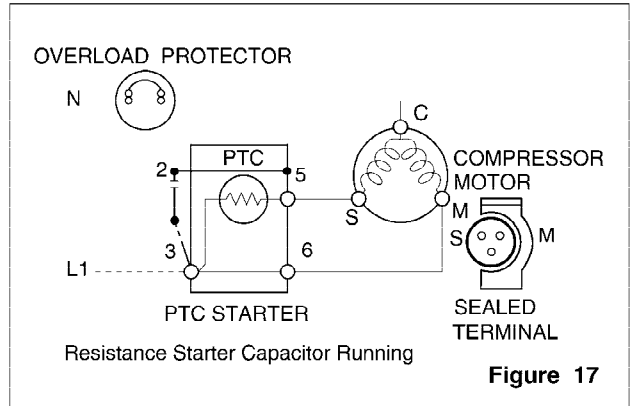 OVERLOAD PROTECTOR
N
C
PTC
2
5
COMPRESSOR
MOTOR
S
M
S
M
3
6
L1
PTC STARTER
SEALED
TERMINAL
Resistance Starter Capacitor Running
Figure 17